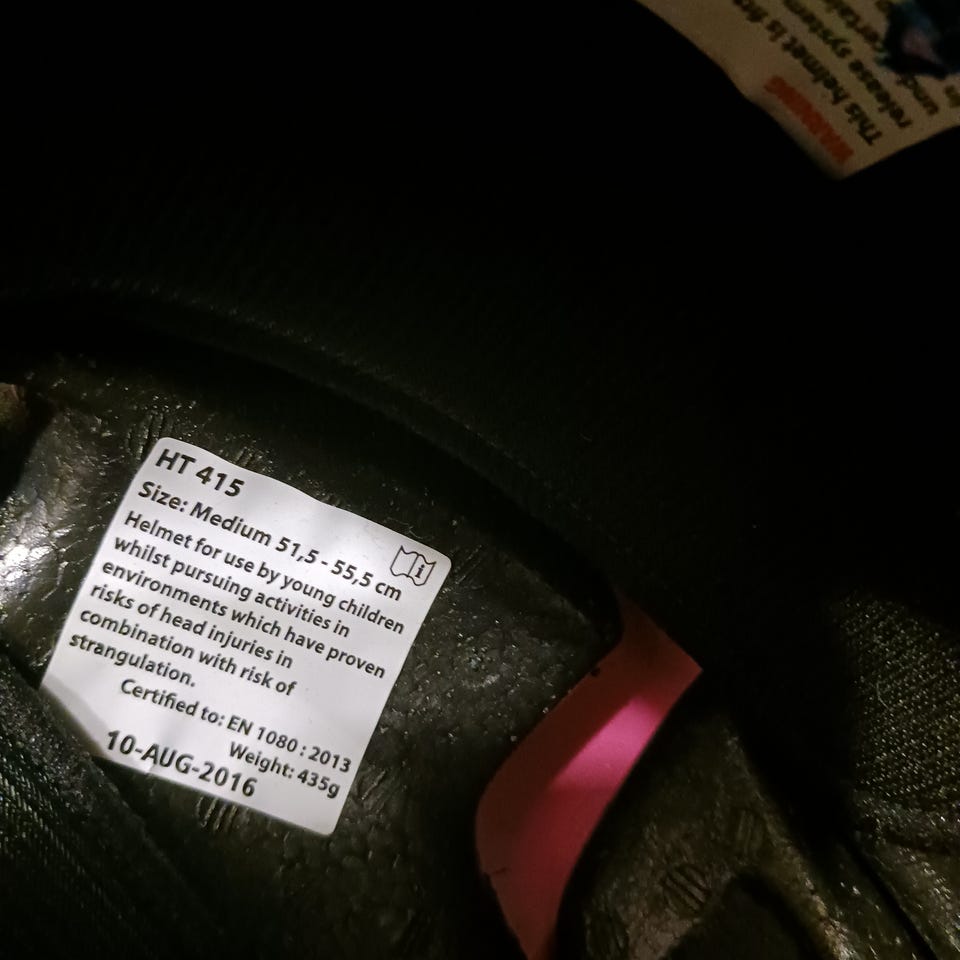 HT 415
Size: Medium 51,5 - 55,5 cm
Helmet for use by young children
whilst pursuing activities in
environments which have proven
risks of head injuries in
combination with risk of
strangulation.
Certified to: EN 1080 : 2013
Weight: 435g
10-AUG-2016
WARNING
This helmet is
release system